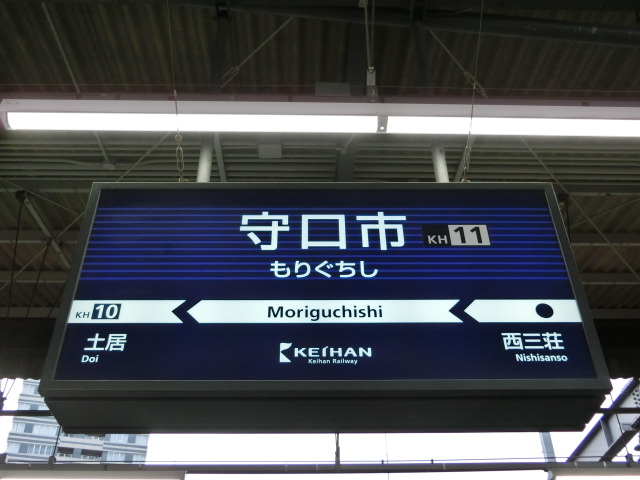 守口市 KH 11
もりぐちし
KH 10
Moriguchishi
土居
Doi
西三荘
Nishisanso
KEIHAN
Keihan Railway